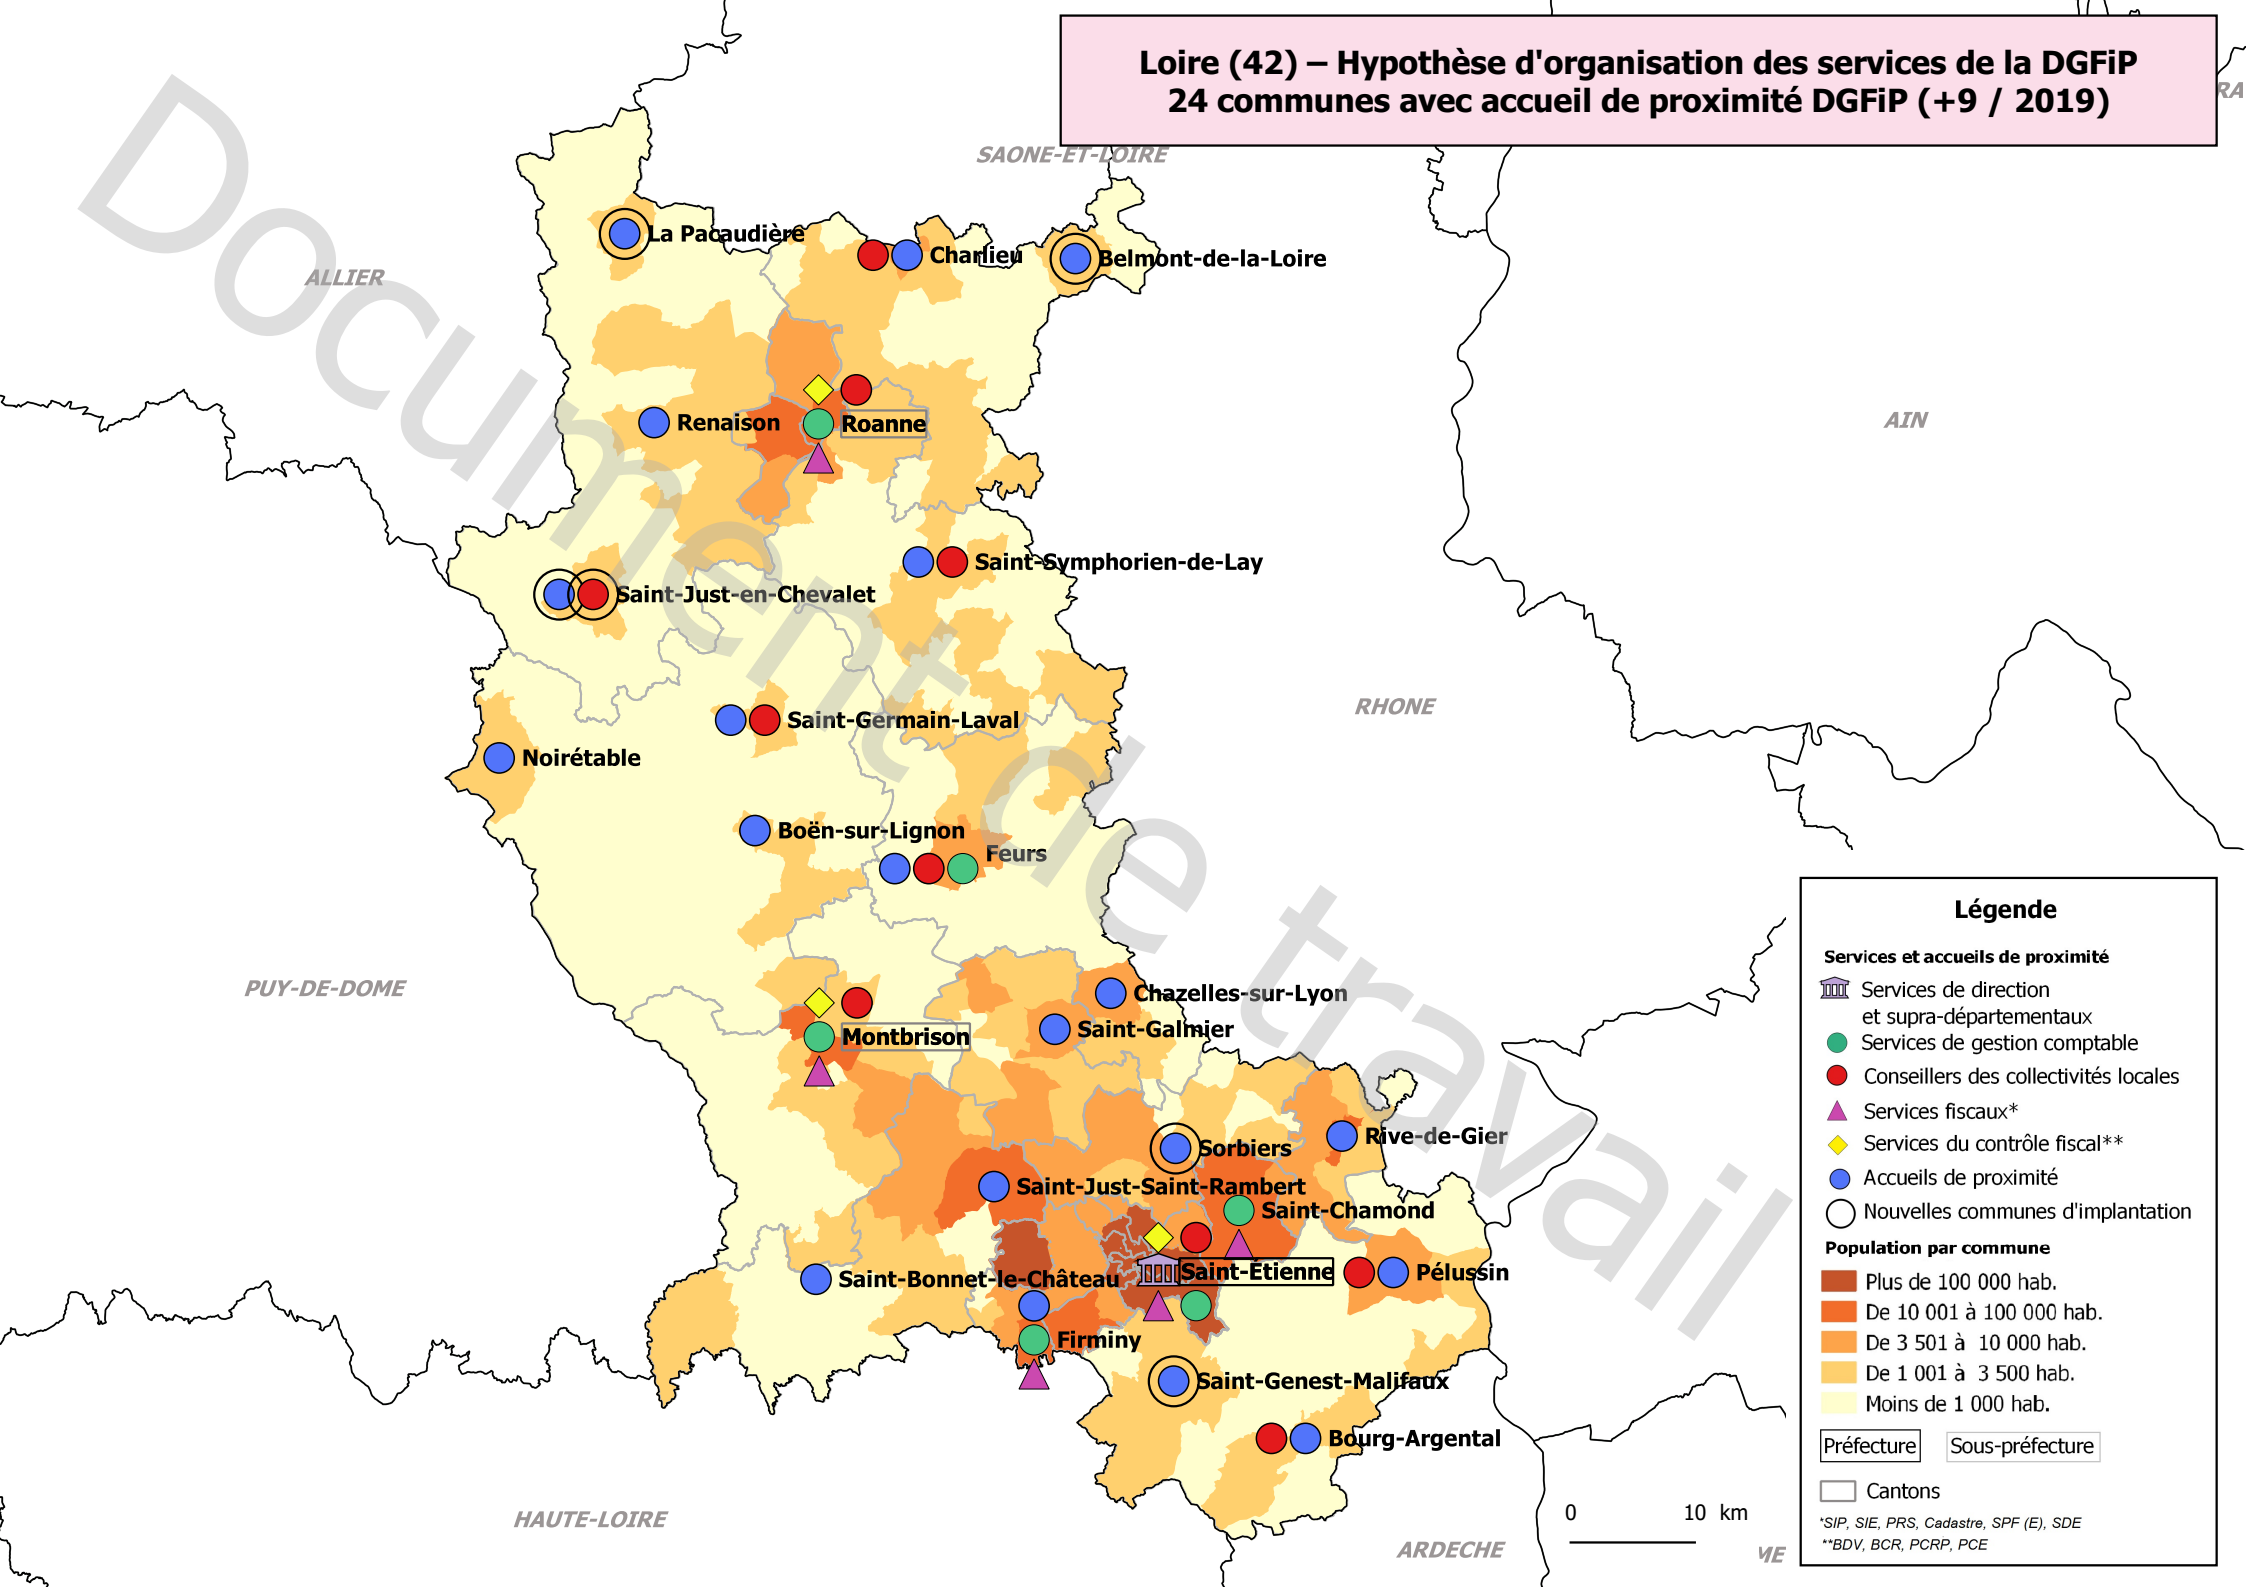 Loire (42) – Hypothèse d'organisation des services de la DGFiP
24 communes avec accueil de proximité DGFiP (+9 / 2019)
Document de travail
SAONE-ET-LOIRE
RA
ALLIER
La Pacaudière
Charlieu
Belmont-de-la-Loire
AIN
Renaison
Roanne
Saint-Symphorien-de-Lay
Saint-Just-en-Chevalet
RHONE
Saint-Germain-Laval
Noirétable
Boën-sur-Lignon
Feurs
PUY-DE-DOME
Chazelles-sur-Lyon
Saint-Galmier
Montbrison
Sorbiers
Rive-de-Gier
Saint-Just-Saint-Rambert
Saint-Chamond
Saint-Étienne
Pélussin
Saint-Bonnet-le-Château
Firminy
Saint-Genest-Malifaux
Bourg-Argental
HAUTE-LOIRE
ARDECHE
ME
0 10 km
Légende
Services et accueils de proximité
Services de direction
et supra-départementaux
Services de gestion comptable
Conseillers des collectivités locales
Services fiscaux*
Services du contrôle fiscal**
Accueils de proximité
Nouvelles communes d'implantation
Population par commune
Plus de 100 000 hab.
De 10 001 à 100 000 hab.
De 3 501 à 10 000 hab.
De 1 001 à 3 500 hab.
Moins de 1 000 hab.
Préfecture Sous-préfecture
Cantons
*SIP, SIE, PRS, Cadastre, SPF (E), SDE
**BDV, BCR, PCRP, PCE